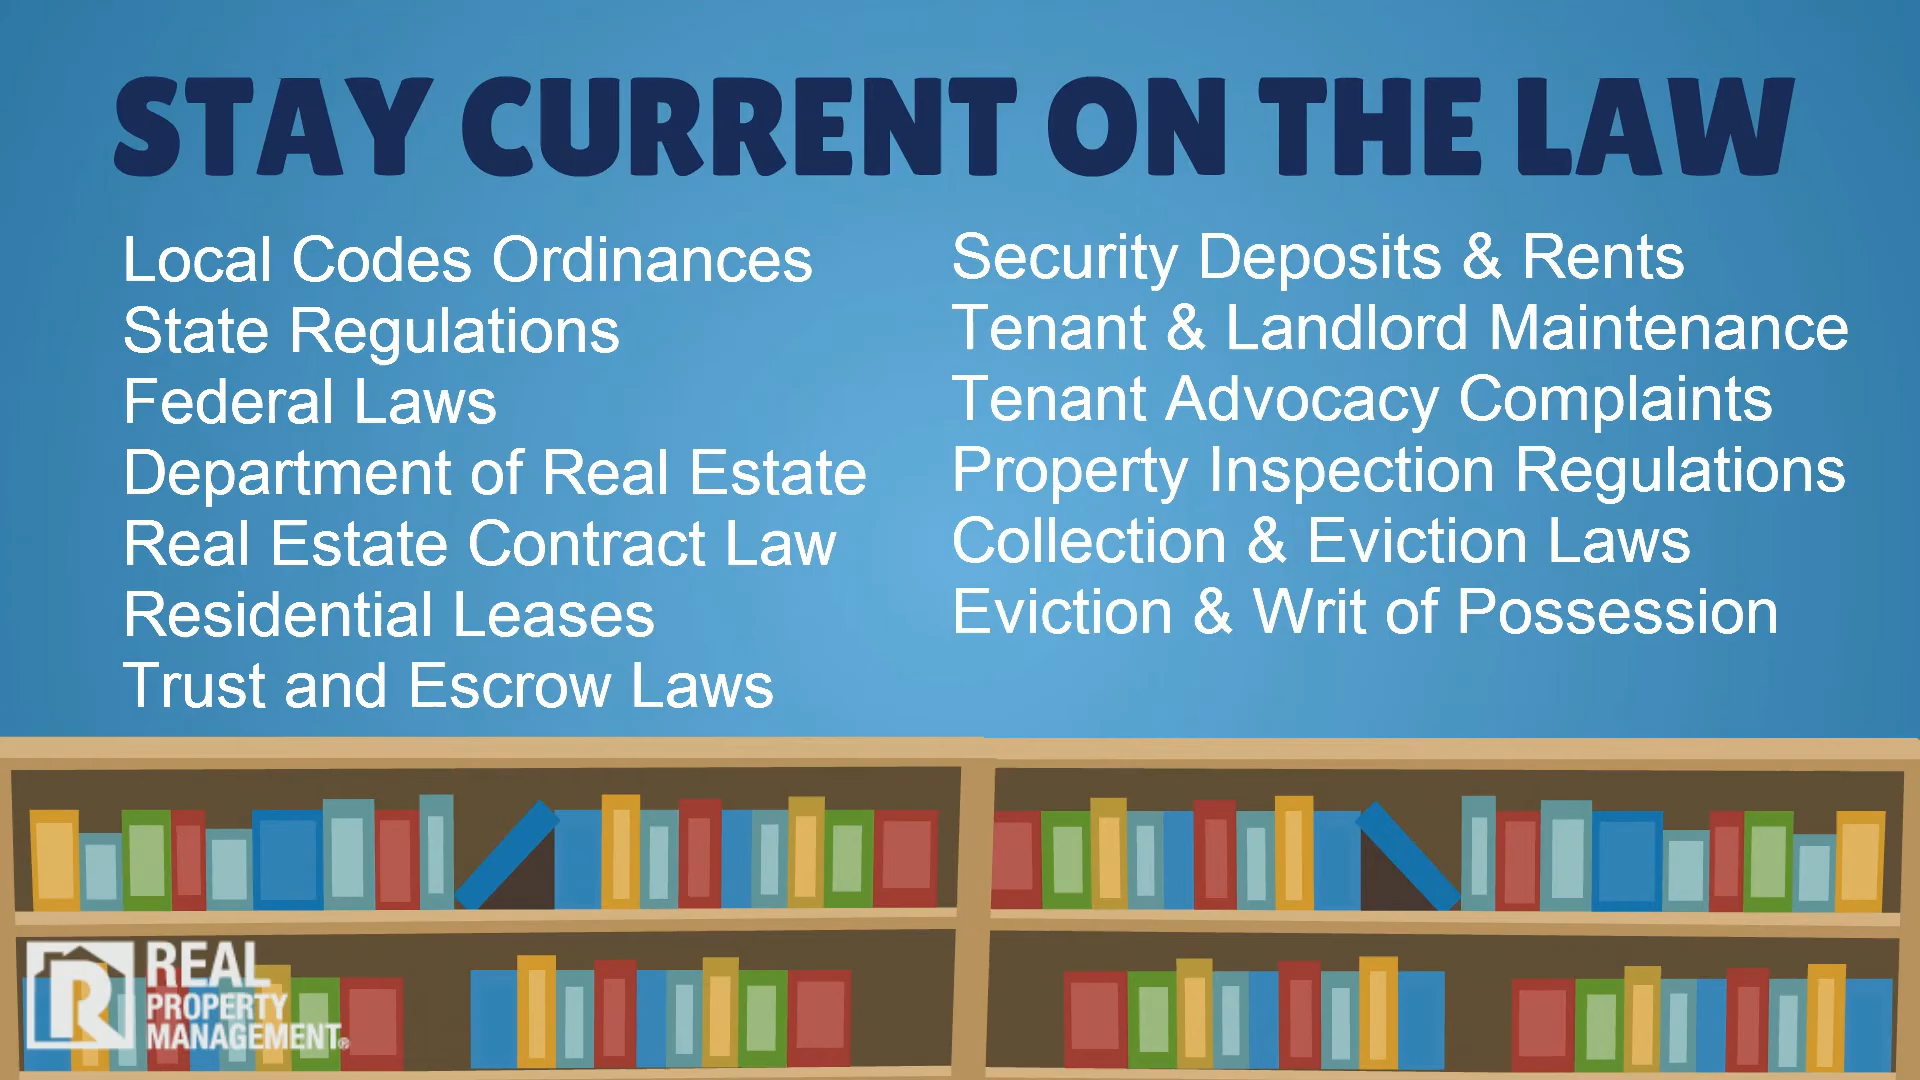 STAY CURRENT ON THE LAW
Local Codes Ordinances
State Regulations
Federal Laws
Department of Real Estate
Real Estate Contract Law
Residential Leases
Trust and Escrow Laws
Security Deposits & Rents
Tenant & Landlord Maintenance
Tenant Advocacy Complaints
Property Inspection Regulations
Collection & Eviction Laws
Eviction & Writ of Possession
R REAL
PROPERTY
MANAGEMENT®